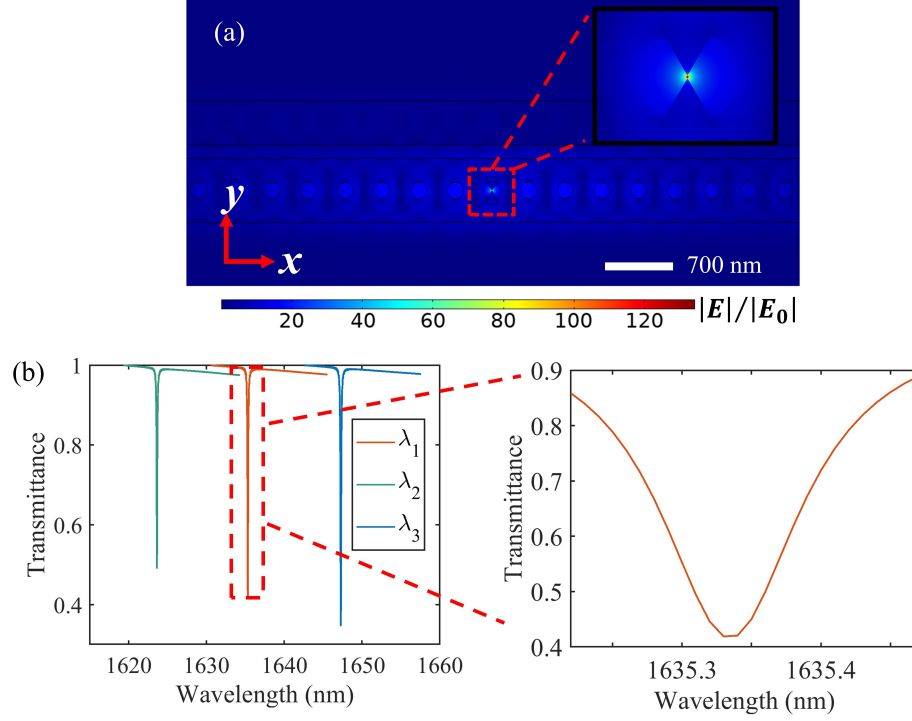 (a)
y
x
700 nm
20 40 60 80 100 120 |E|/|E₀|
(b)
1
0.8
0.6
0.4
Transmittance
1620 1630 1640 1650 1660
Wavelength (nm)
λ₁
λ₂
λ₃
0.9
0.8
0.7
0.6
0.5
0.4
Transmittance
1635.3 1635.4
Wavelength (nm)